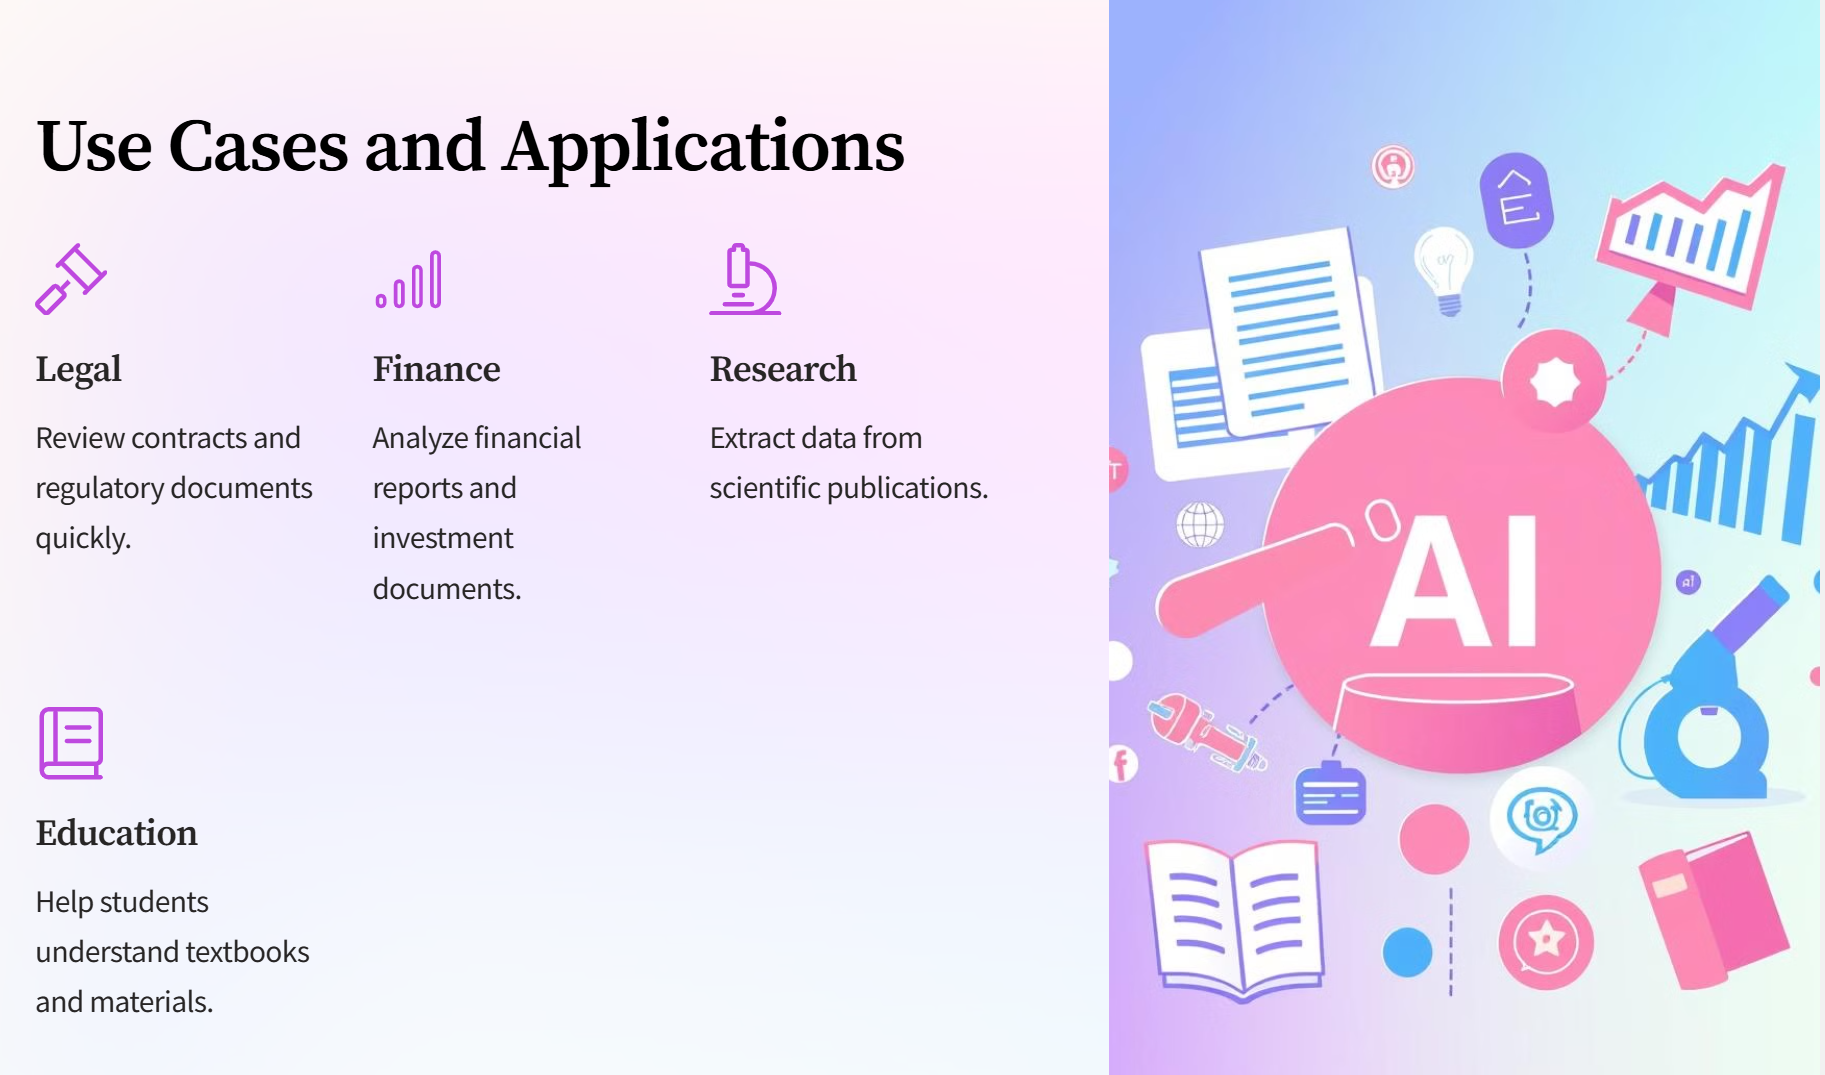 Use Cases and Applications
Legal
Review contracts and
regulatory documents
quickly.
Finance
Analyze financial
reports and
investment
documents.
Research
Extract data from
scientific publications.
Education
Help students
understand textbooks
and materials.
AI
T
aI
f